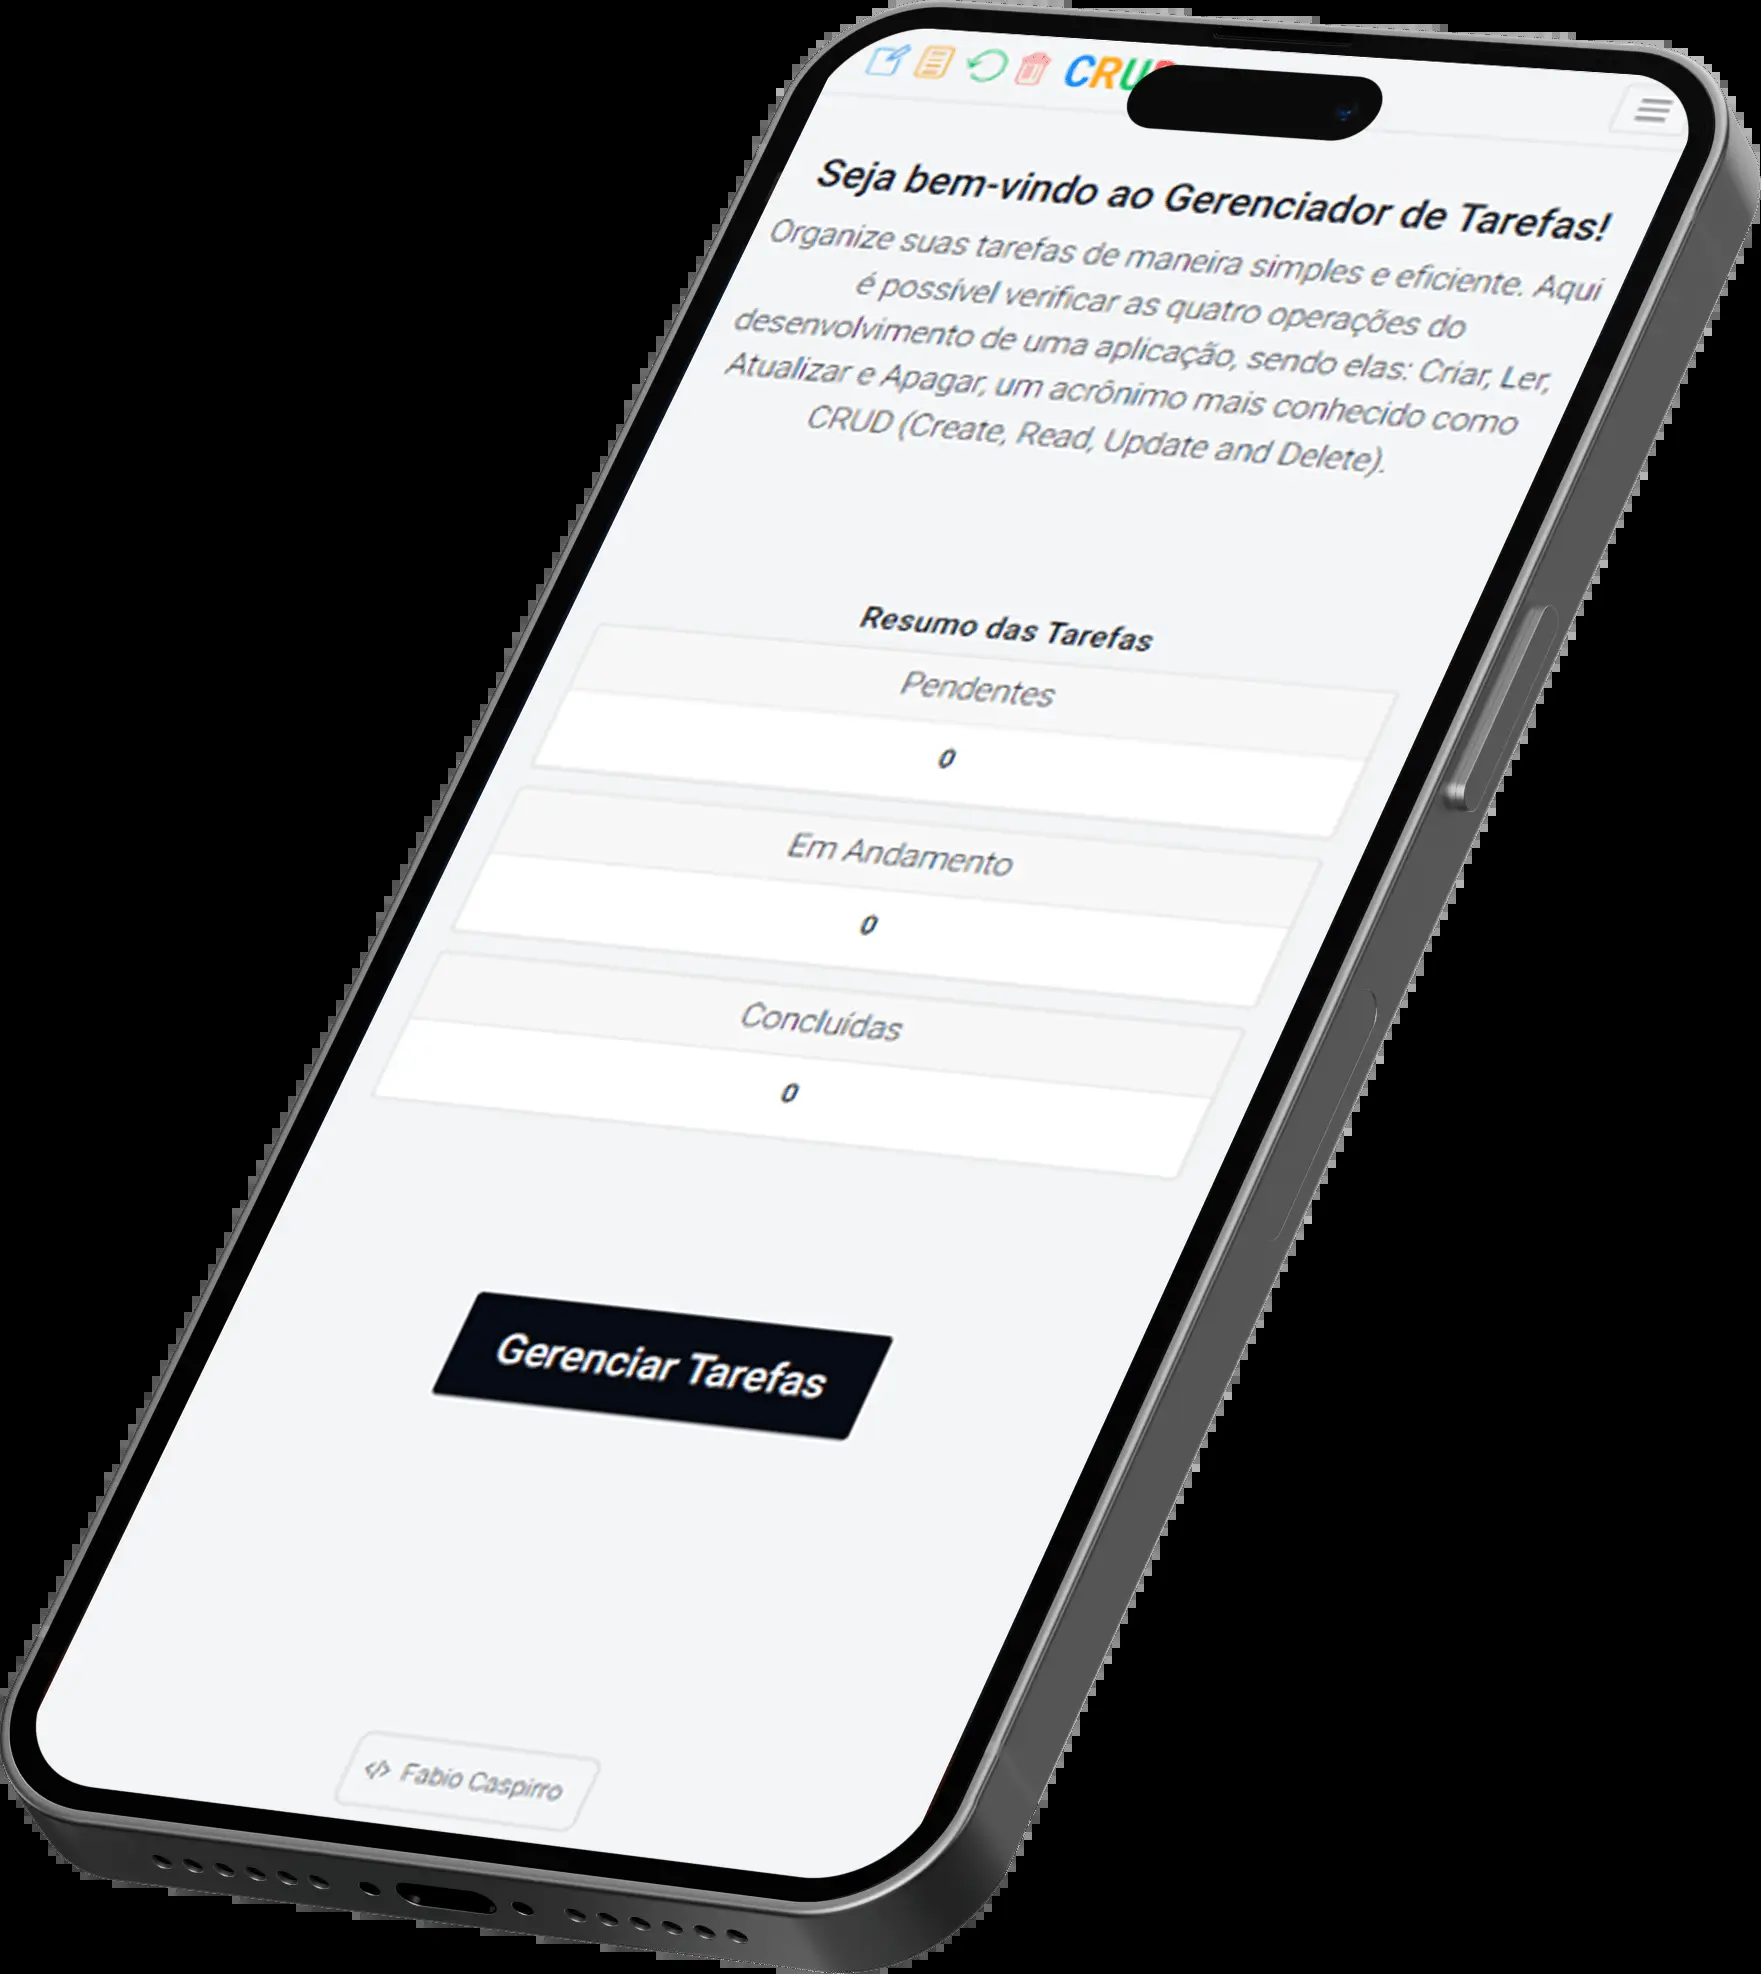 CRU
Seja bem-vindo ao Gerenciador de Tarefas!
Organize suas tarefas de maneira simples e eficiente. Aqui
é possível verificar as quatro operações do
desenvolvimento de uma aplicação, sendo elas: Criar, Ler,
Atualizar e Apagar, um acrônimo mais conhecido como
CRUD (Create, Read, Update and Delete).
Resumo das Tarefas
Pendentes
0
Em Andamento
0
Concluídas
0
Gerenciar Tarefas
</> Fabio Caspirro